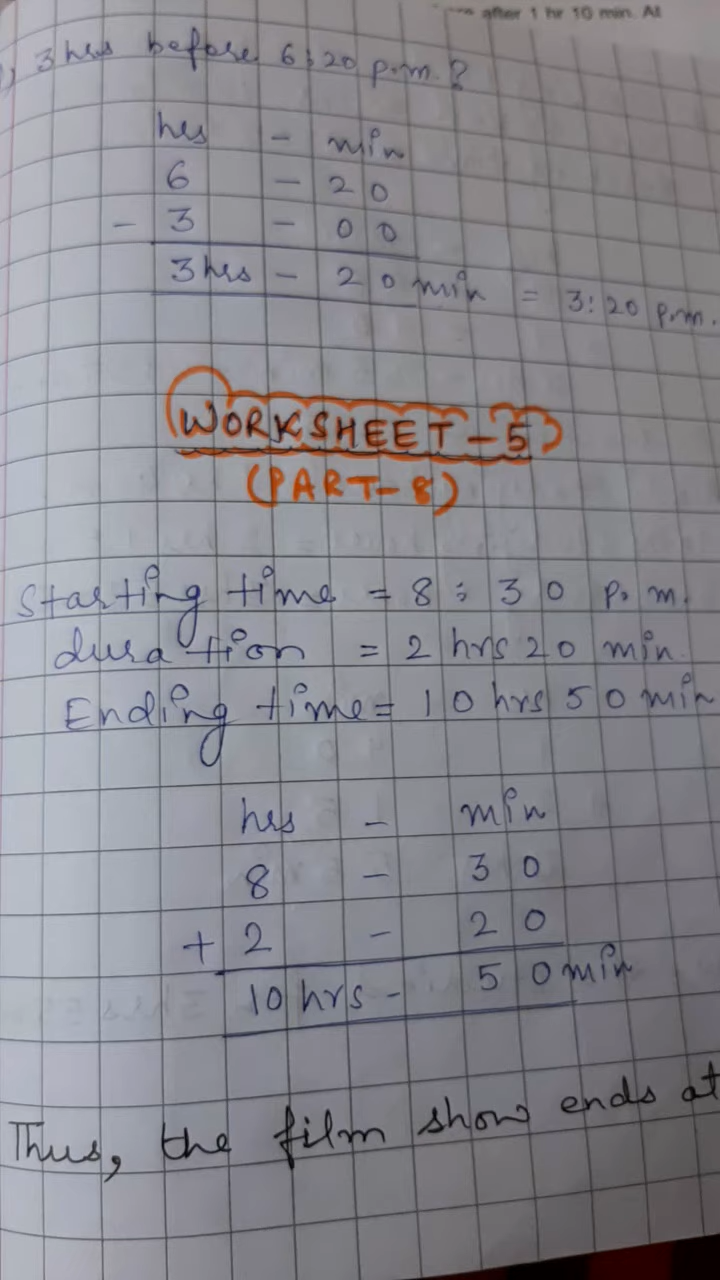 after 1 hr 10 min. At
3 hrs before 6:20 p.m.?
hrs - min
6 - 20
- 3 - 00
3 hrs - 20 min = 3:20 p.m.
WORKSHEET-5
(PART-8)
Starting time = 8:30 p.m.
duration = 2 hrs 20 min.
Ending time = 10 hrs 50 min
hrs - min
8 - 30
+ 2 - 20
10 hrs - 50 min
Thus, the film show ends at